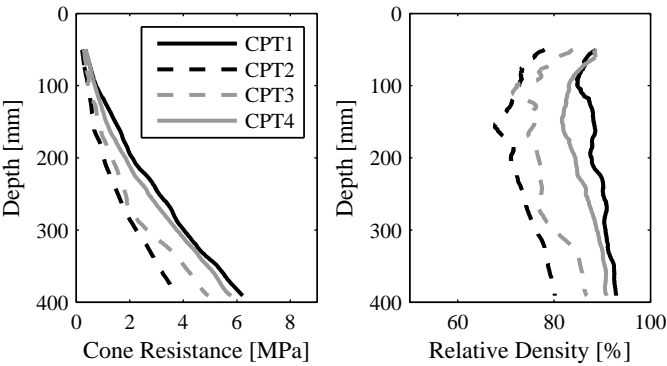 0
100
200
300
400
Depth [mm]
0 2 4 6 8
Cone Resistance [MPa]
CPT1
CPT2
CPT3
CPT4
0
100
200
300
400
Depth [mm]
60 80 100
Relative Density [%]